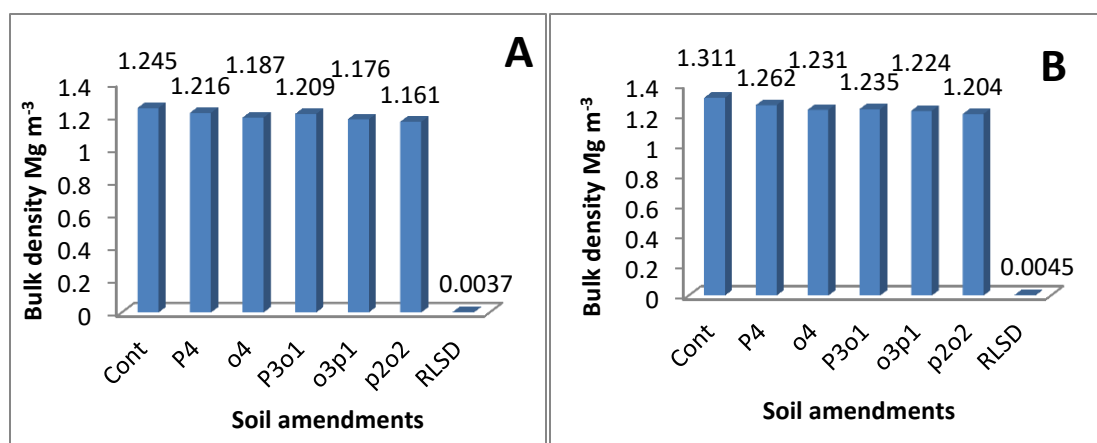 A
1.245 1.216 1.187 1.209 1.176 1.161 0.0037
1.4
1.2
1
0.8
0.6
0.4
0.2
0
Bulk density Mg m⁻³
Cont P4 o4 P3o1 o3p1 p2o2 RLSD
Soil amendments
B
1.311 1.262 1.231 1.235 1.224 1.204 0.0045
1.4
1.2
1
0.8
0.6
0.4
0.2
0
Bulk density Mg m⁻³
Cont P4 o4 P3o1 o3p1 p2o2 RLSD
Soil amendments